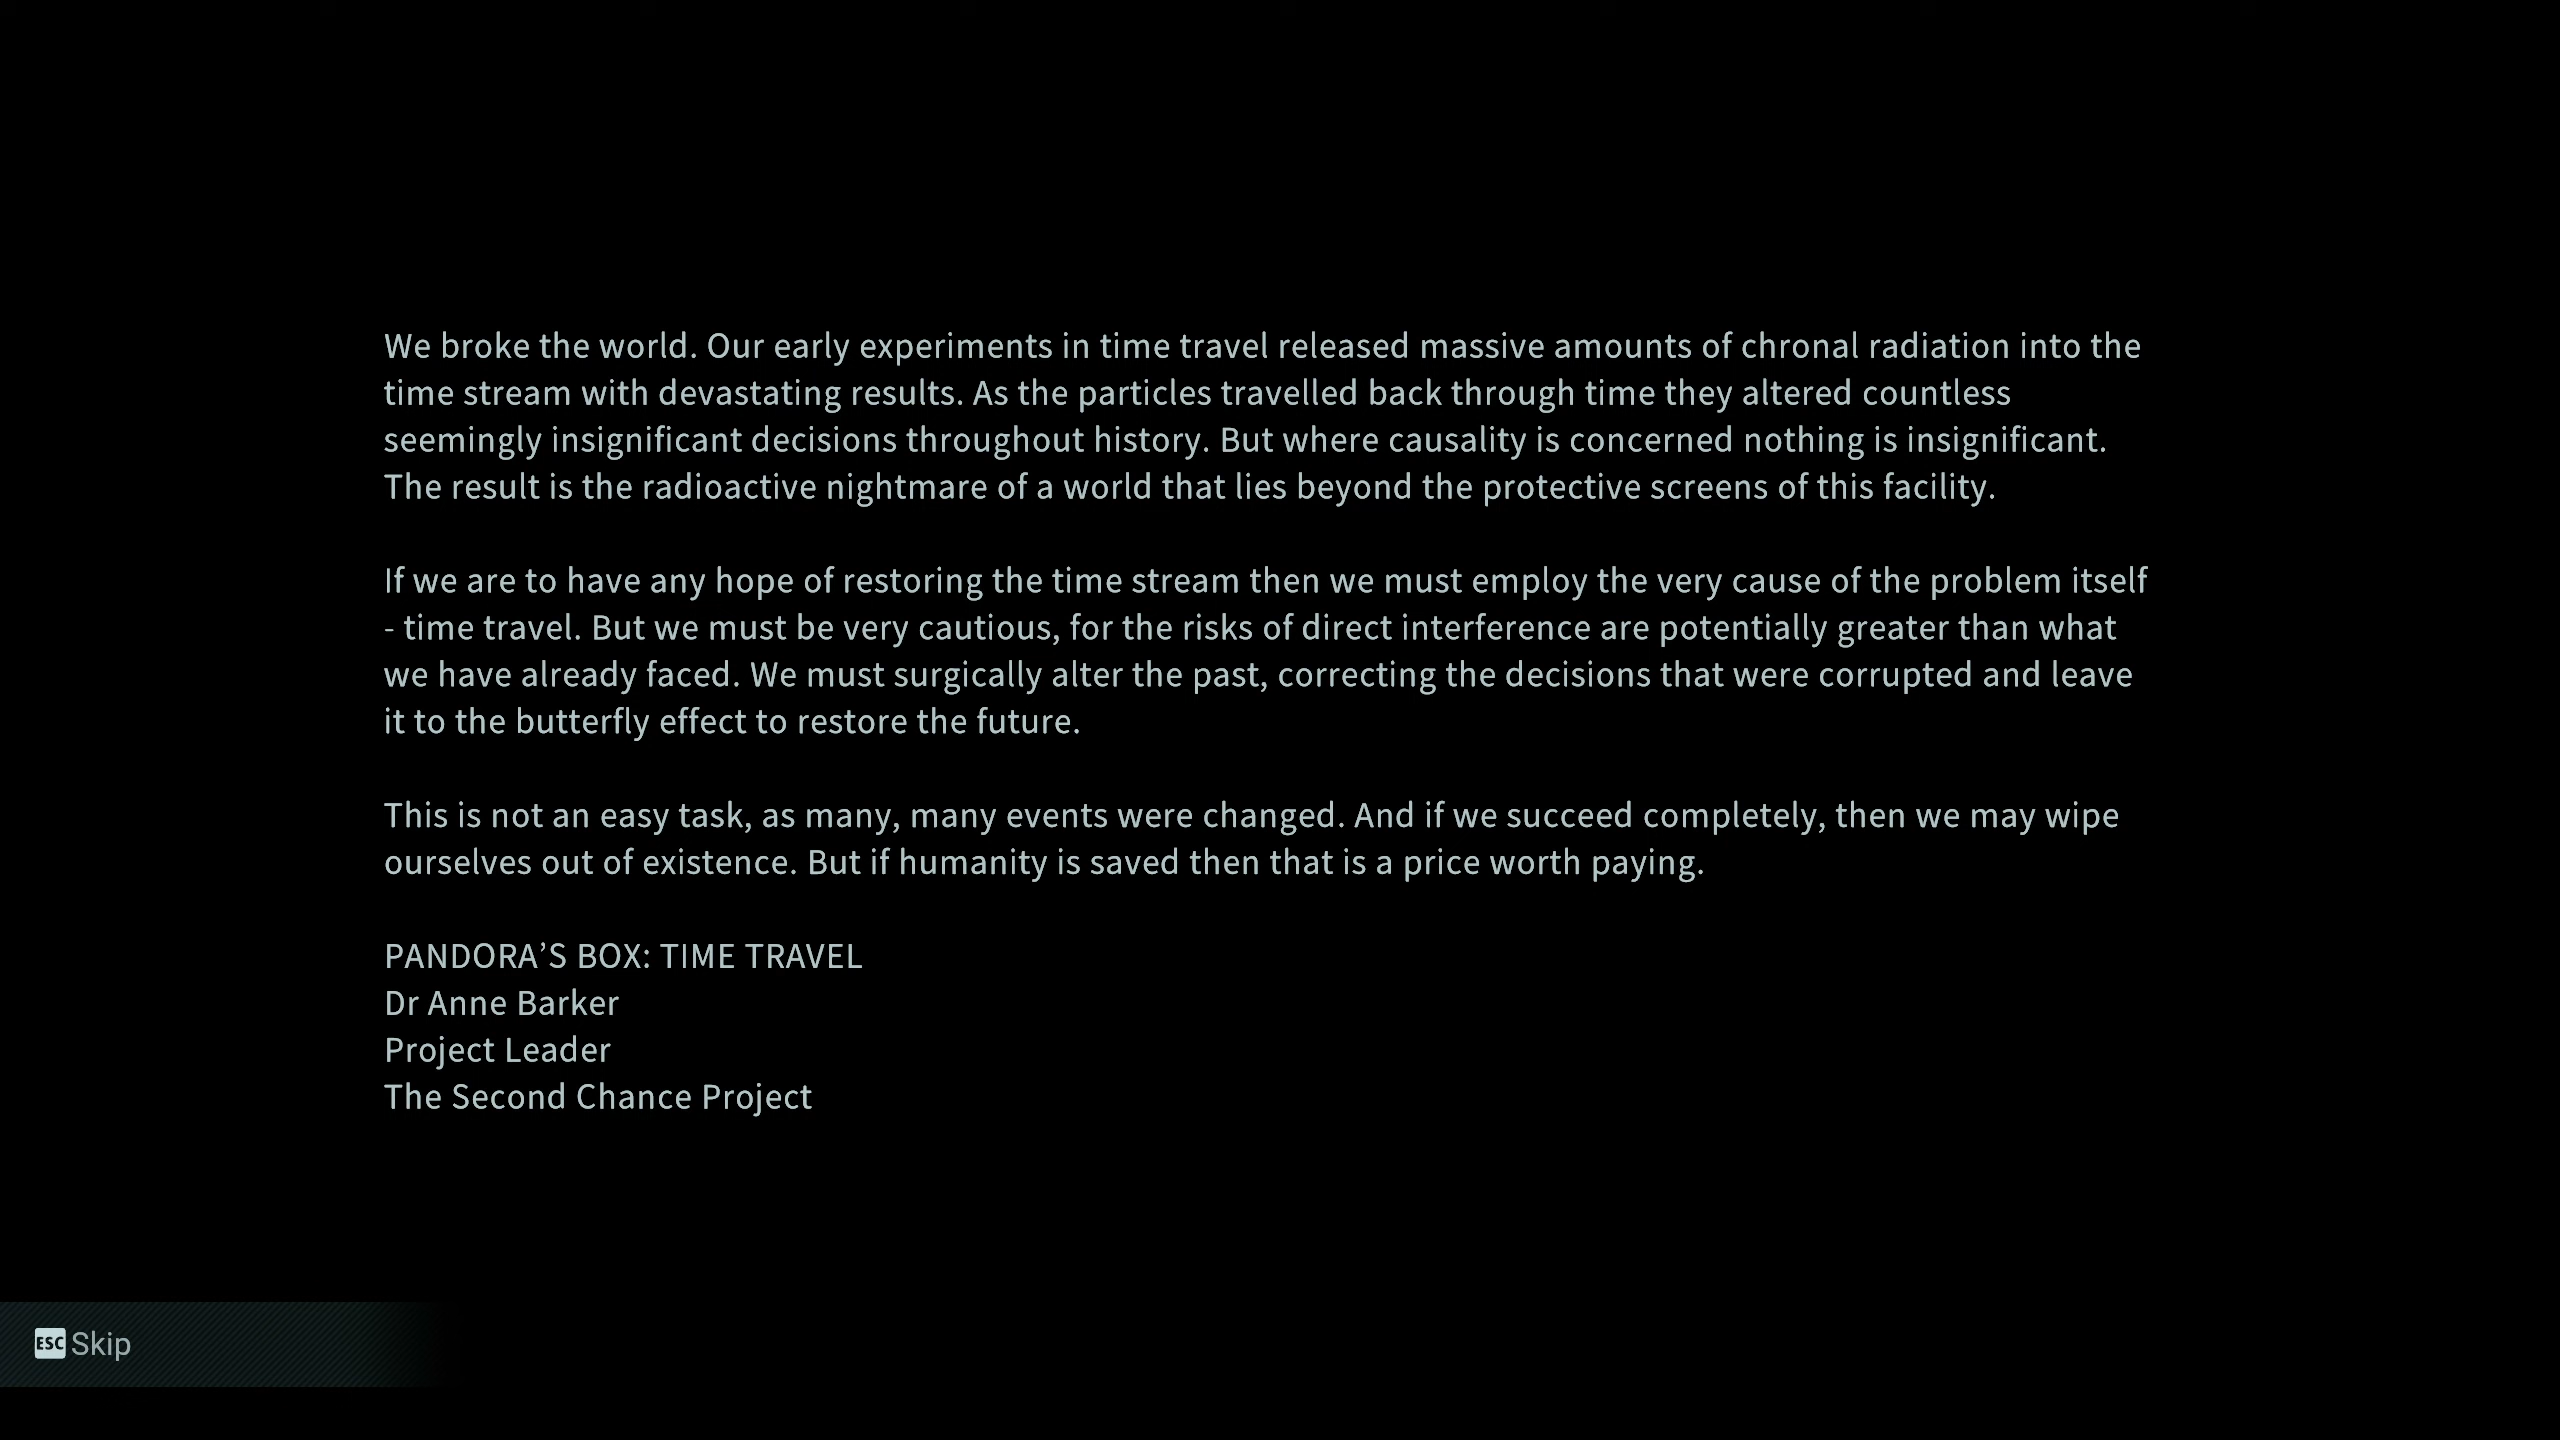 We broke the world. Our early experiments in time travel released massive amounts of chronal radiation into the
time stream with devastating results. As the particles travelled back through time they altered countless
seemingly insignificant decisions throughout history. But where causality is concerned nothing is insignificant.
The result is the radioactive nightmare of a world that lies beyond the protective screens of this facility.
If we are to have any hope of restoring the time stream then we must employ the very cause of the problem itself
- time travel. But we must be very cautious, for the risks of direct interference are potentially greater than what
we have already faced. We must surgically alter the past, correcting the decisions that were corrupted and leave
it to the butterfly effect to restore the future.
This is not an easy task, as many, many events were changed. And if we succeed completely, then we may wipe
ourselves out of existence. But if humanity is saved then that is a price worth paying.
PANDORA’S BOX: TIME TRAVEL
Dr Anne Barker
Project Leader
The Second Chance Project
ESC Skip